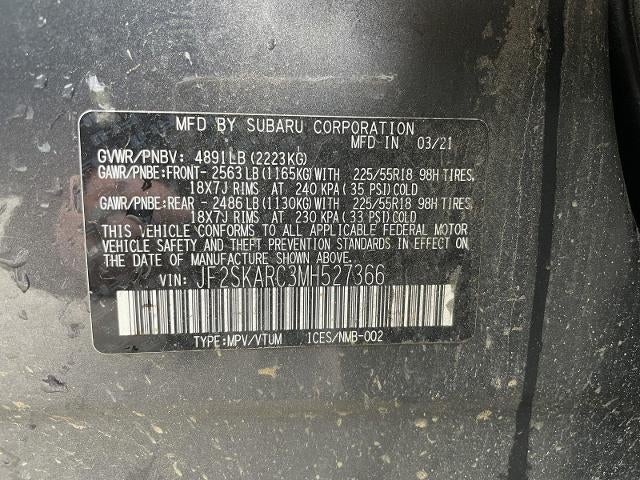 MFD BY SUBARU CORPORATION
MFD IN 03/21
GVWR/PNBV: 4891LB (2223KG)
GAWR/PNBE:FRONT- 2563 LB (1165KG) WITH 225/55R18 98H TIRES,
18X7J RIMS AT 240 KPA ( 35 PSI) COLD
GAWR/PNBE:REAR - 2486 LB (1130KG) WITH 225/55R18 98H TIRES,
18X7J RIMS AT 230 KPA ( 33 PSI) COLD
THIS VEHICLE CONFORMS TO ALL APPLICABLE FEDERAL MOTOR
VEHICLE SAFETY AND THEFT PREVENTION STANDARDS IN EFFECT ON
THE DATE OF MANUFACTURE SHOWN ABOVE.
VIN: JF2SKARC3MH527366
TYPE:MPV/VTUM ICES/NMB-002